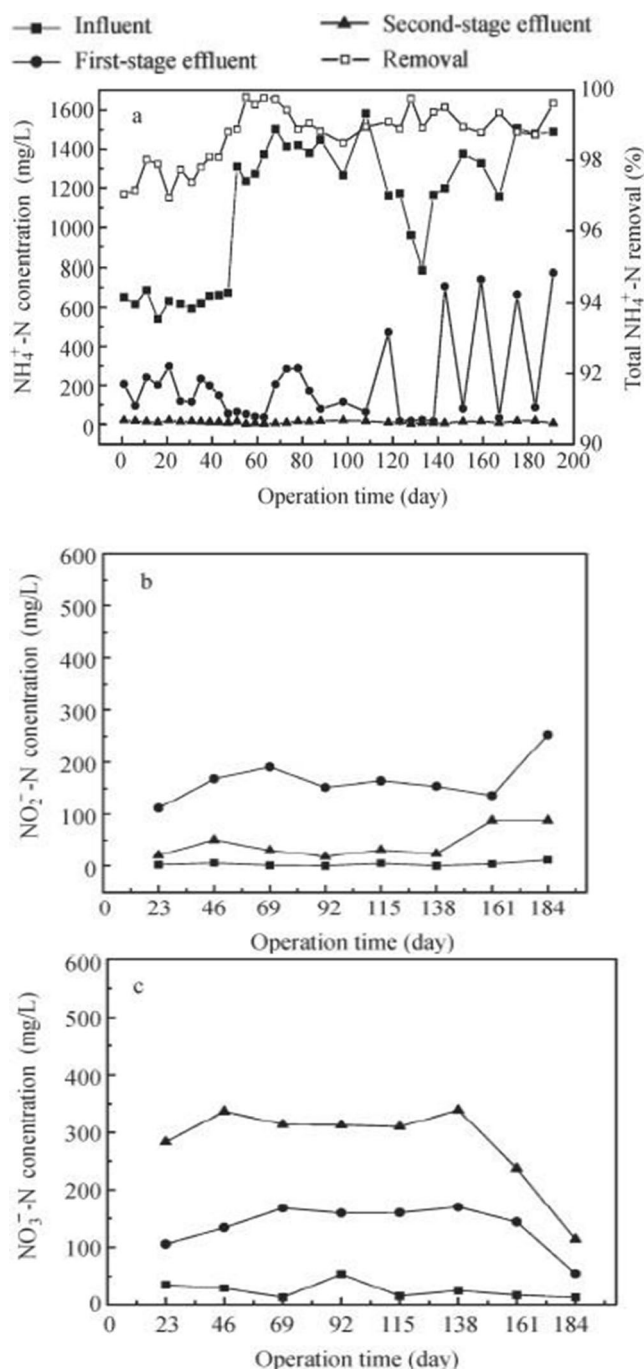 Influent
Second-stage effluent
First-stage effluent
Removal
a
1600
1400
1200
1000
800
600
400
200
0
NH₄⁺-N conentration (mg/L)
100
98
96
94
92
90
Total NH₄⁺-N removal (%)
0 20 40 60 80 100 120 140 160 180 200
Operation time (day)
b
600
500
400
300
200
100
0
NO₂⁻-N conentration (mg/L)
0 23 46 69 92 115 138 161 184
Operation time (day)
c
600
500
400
300
200
100
0
NO₃⁻-N conentration (mg/L)
0 23 46 69 92 115 138 161 184
Operation time (day)